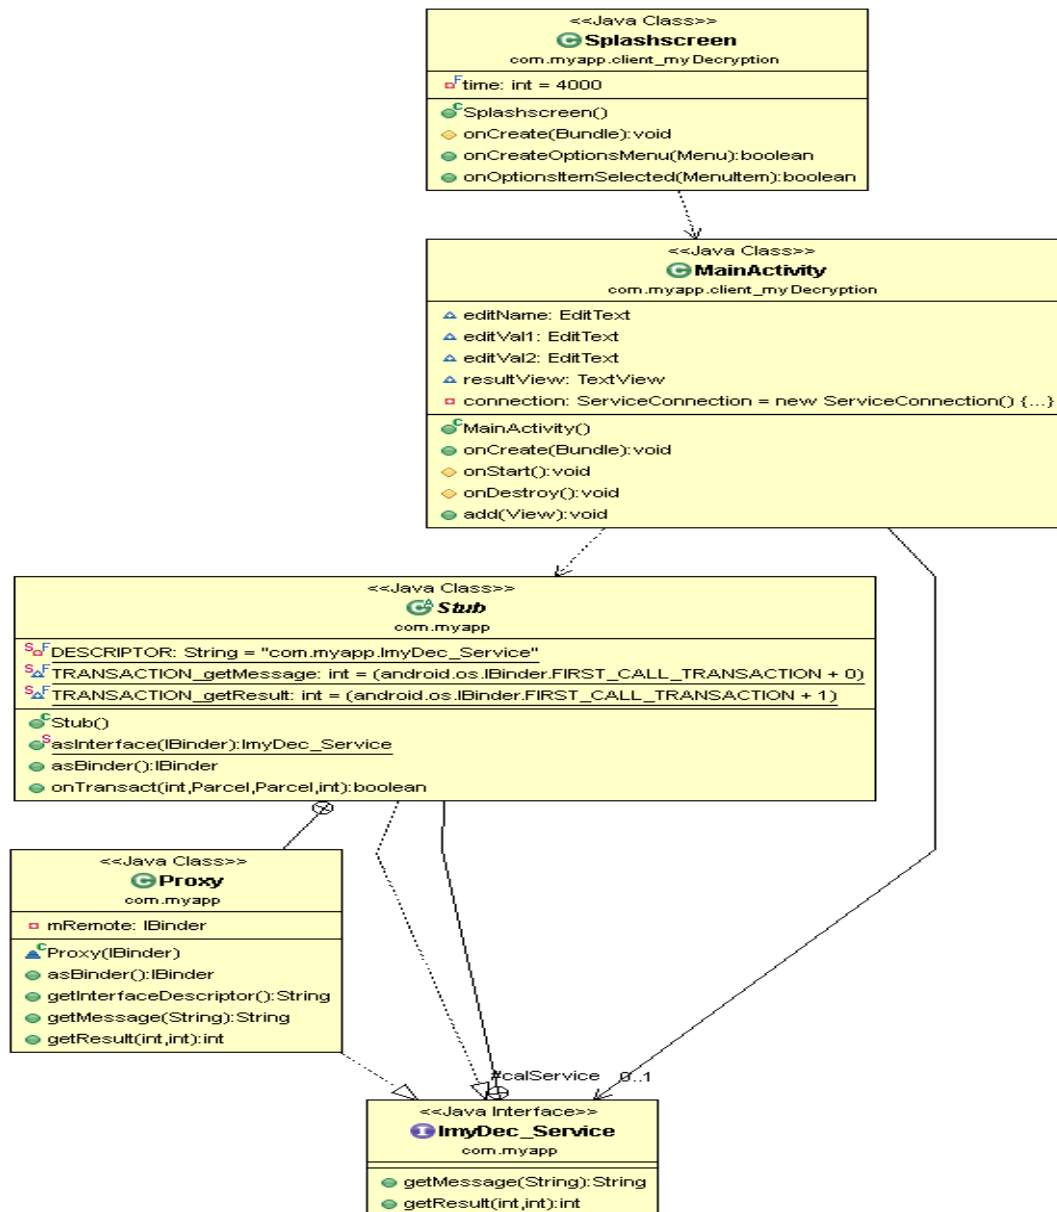 <<Java Class>>
Splashscreen
com.myapp.client_myDecryption
time: int = 4000
Splashscreen()
onCreate(Bundle):void
onCreateOptionsMenu(Menu):boolean
onOptionsItemSelected(MenuItem):boolean
<<Java Class>>
MainActivity
com.myapp.client_myDecryption
editName: EditText
editVal1: EditText
editVal2: EditText
resultView: TextView
connection: ServiceConnection = new ServiceConnection() {...}
MainActivity()
onCreate(Bundle):void
onStart():void
onDestroy():void
add(View):void
<<Java Class>>
Stub
com.myapp
DESCRIPTOR: String = "com.myapp.ImyDec_Service"
TRANSACTION_getMessage: int = (android.os.IBinder.FIRST_CALL_TRANSACTION + 0)
TRANSACTION_getResult: int = (android.os.IBinder.FIRST_CALL_TRANSACTION + 1)
Stub()
asInterface(IBinder):ImyDec_Service
asBinder():IBinder
onTransact(int,Parcel,Parcel,int):boolean
<<Java Class>>
Proxy
com.myapp
mRemote: IBinder
Proxy(IBinder)
asBinder():IBinder
getInterfaceDescriptor():String
getMessage(String):String
getResult(int,int):int
#calService 0..1
<<Java Interface>>
ImyDec_Service
com.myapp
getMessage(String):String
getResult(int,int):int